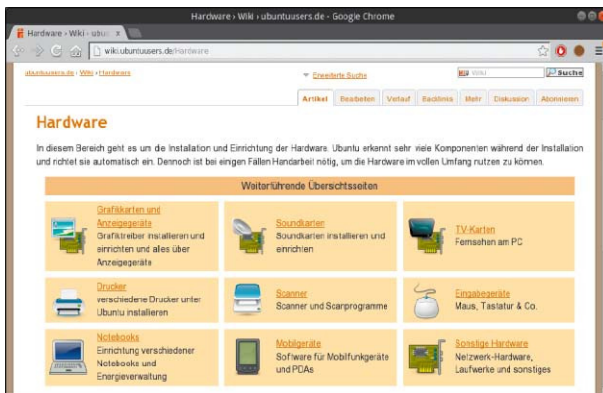 Hardware › Wiki › ubuntuusers.de - Google Chrome
Hardware › Wiki › ubu
wiki.ubuntuusers.de/Hardware
ubuntuusers.de › Wiki › Hardware
Erweiterte Suche
Suche
Artikel Bearbeiten Verlauf Backlinks Mehr Diskussion Abonnieren
Hardware
In diesem Bereich geht es um die Installation und Einrichtung der Hardware. Ubuntu erkennt sehr viele Komponenten während der Installation
und richtet sie automatisch ein. Dennoch ist bei eingen Fällen Handarbeit nötig, um die Hardware im vollen Umfang nutzen zu können.
Weiterführende Übersichtsseiten
Grafikkarten und
Anzeigegeräte
Grafiktreiber installieren und
einrichten und alles über
Anzeigegeräte
Soundkarten
Soundkarten installieren und
einrichten
TV-Karten
Fernsehen am PC
Drucker
verschiedene Drucker unter
Ubuntu installieren
Scanner
Scanner und Scanprogramme
Eingabegeräte
Maus, Tastatur & Co.
Notebooks
Einrichtung verschiedener
Notebooks und
Energieverwaltung
Mobilgeräte
Software für Mobilfunkgeräte
und PDAs
Sonstige Hardware
Netzwerk-Hardware,
Laufwerke und sonstiges